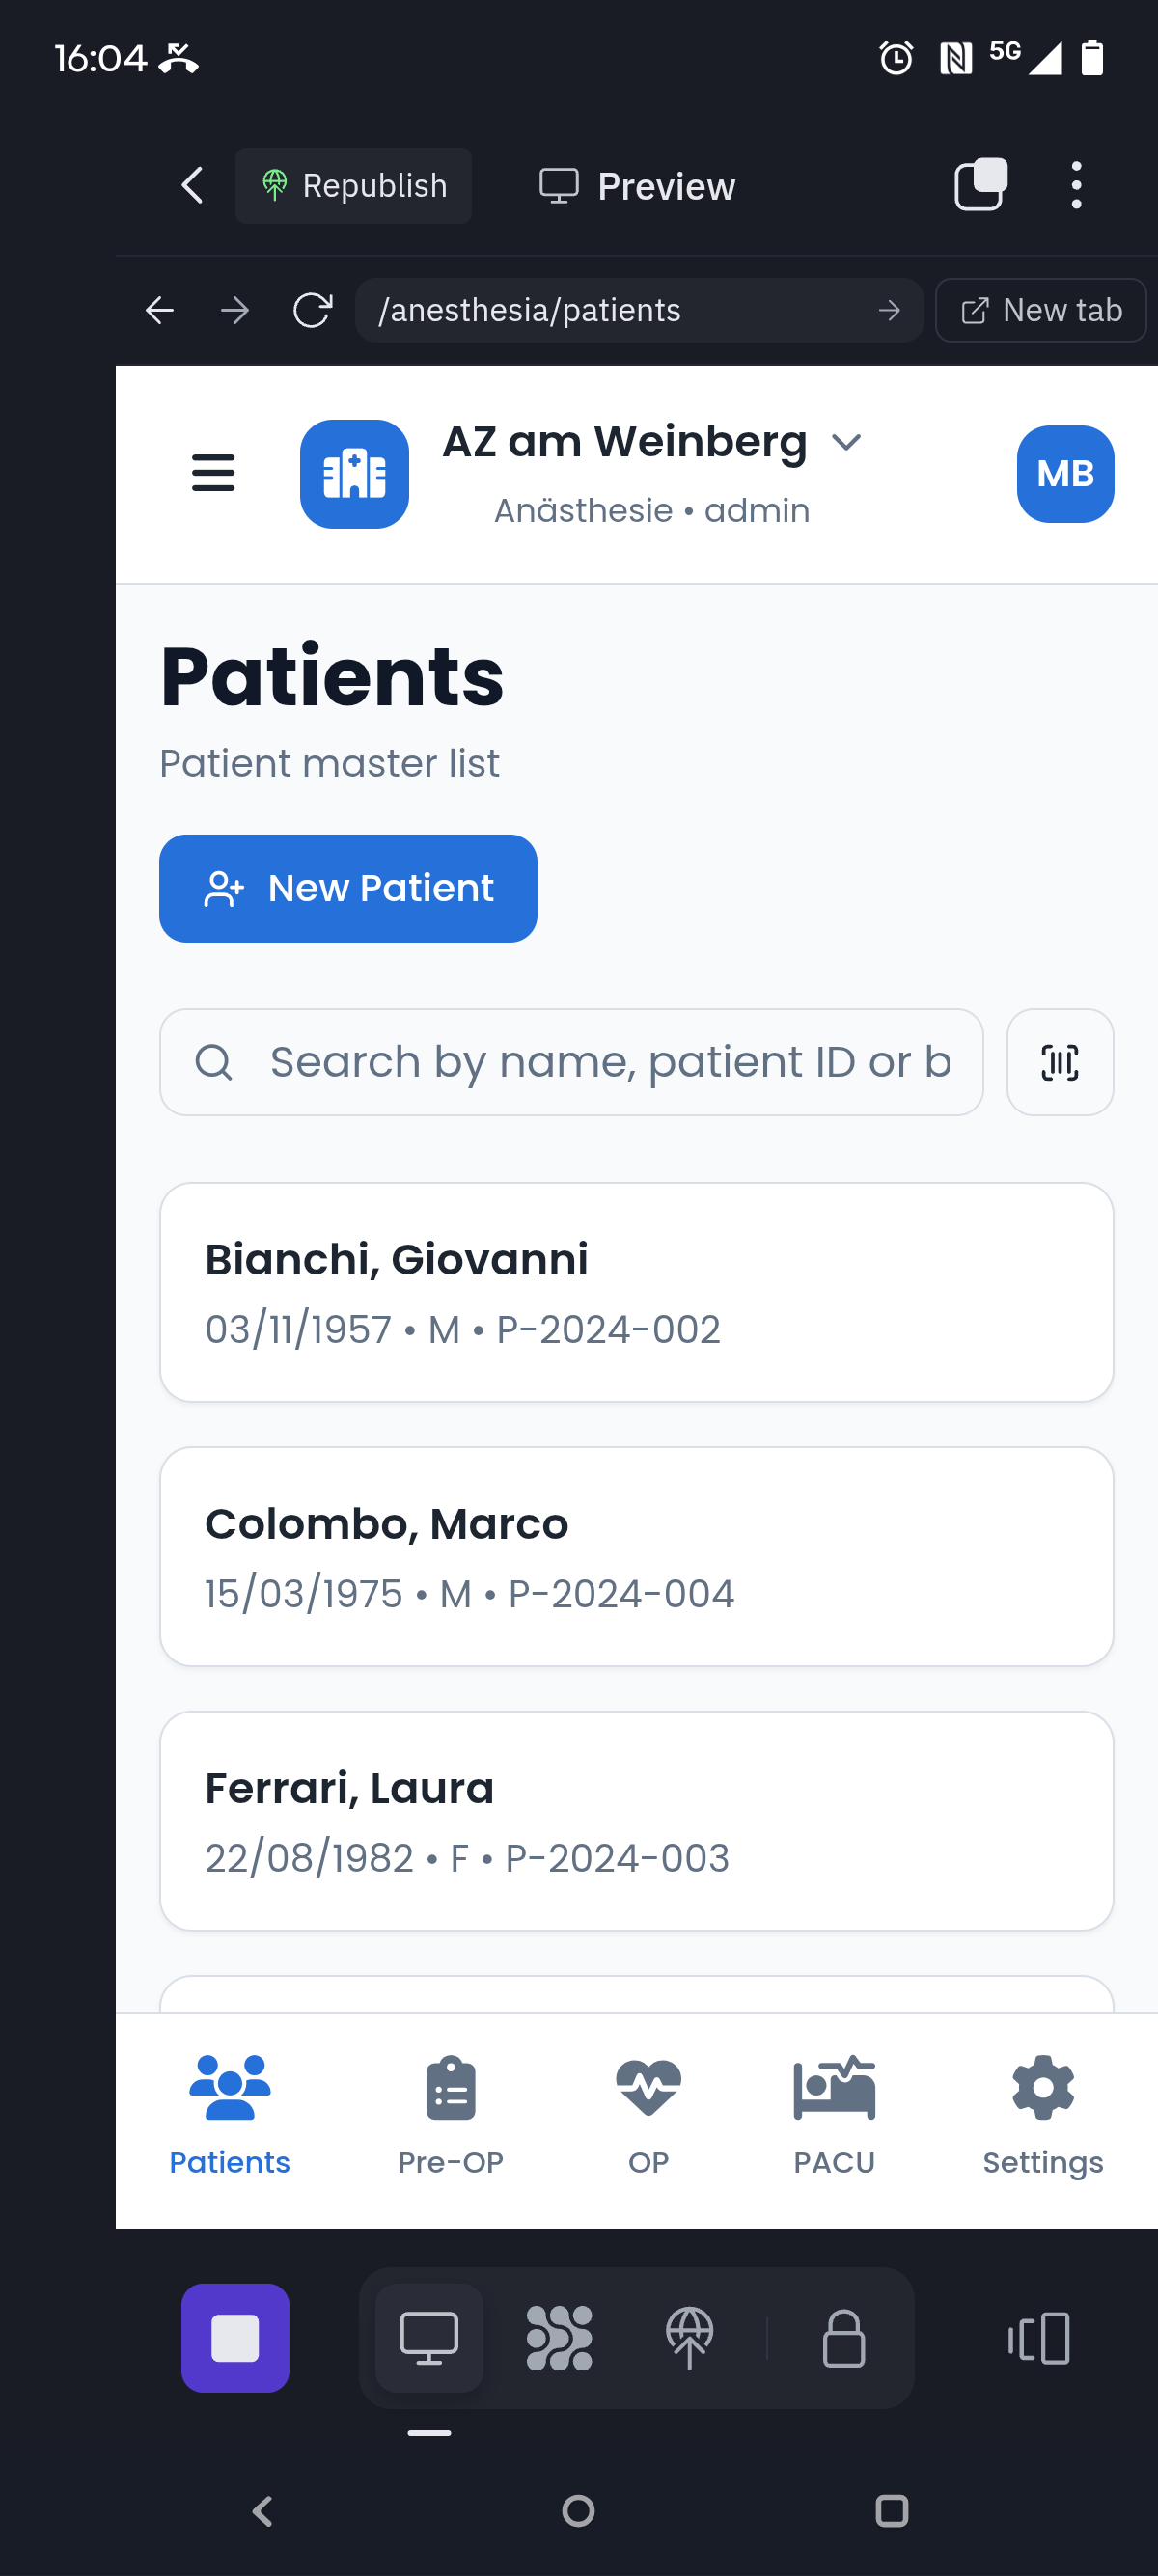 16:04
5G
Republish
Preview
/anesthesia/patients
New tab
AZ am Weinberg
Anästhesie • admin
MB
Patients
Patient master list
New Patient
Search by name, patient ID or b
Bianchi, Giovanni
03/11/1957 • M • P-2024-002
Colombo, Marco
15/03/1975 • M • P-2024-004
Ferrari, Laura
22/08/1982 • F • P-2024-003
Patients
Pre-OP
OP
PACU
Settings